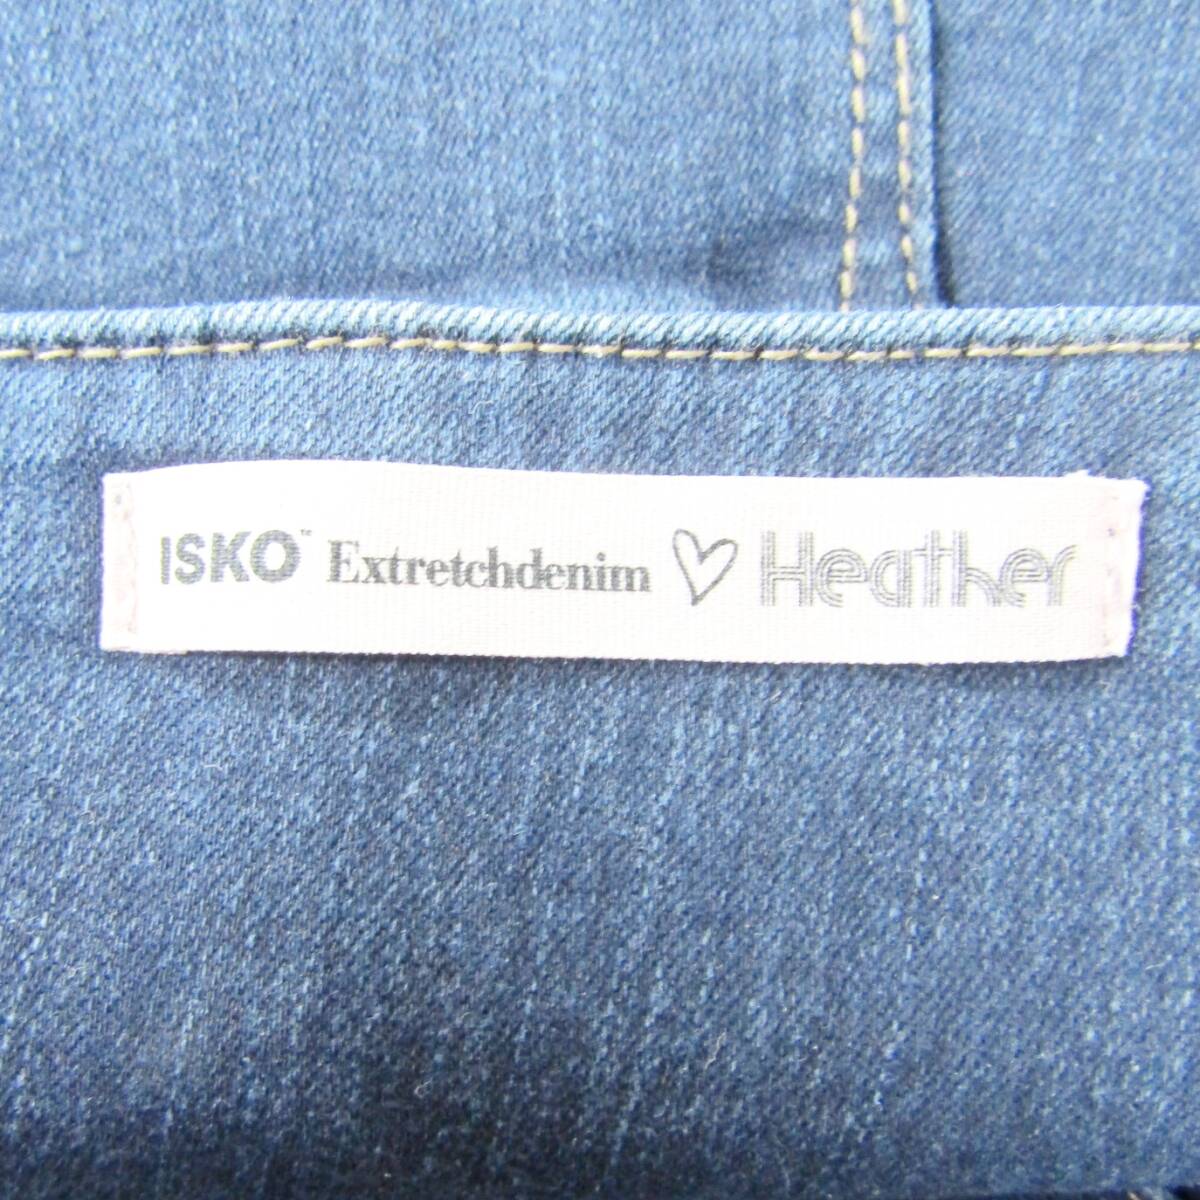 ISKO™ Extretchdenim ♡ Heather